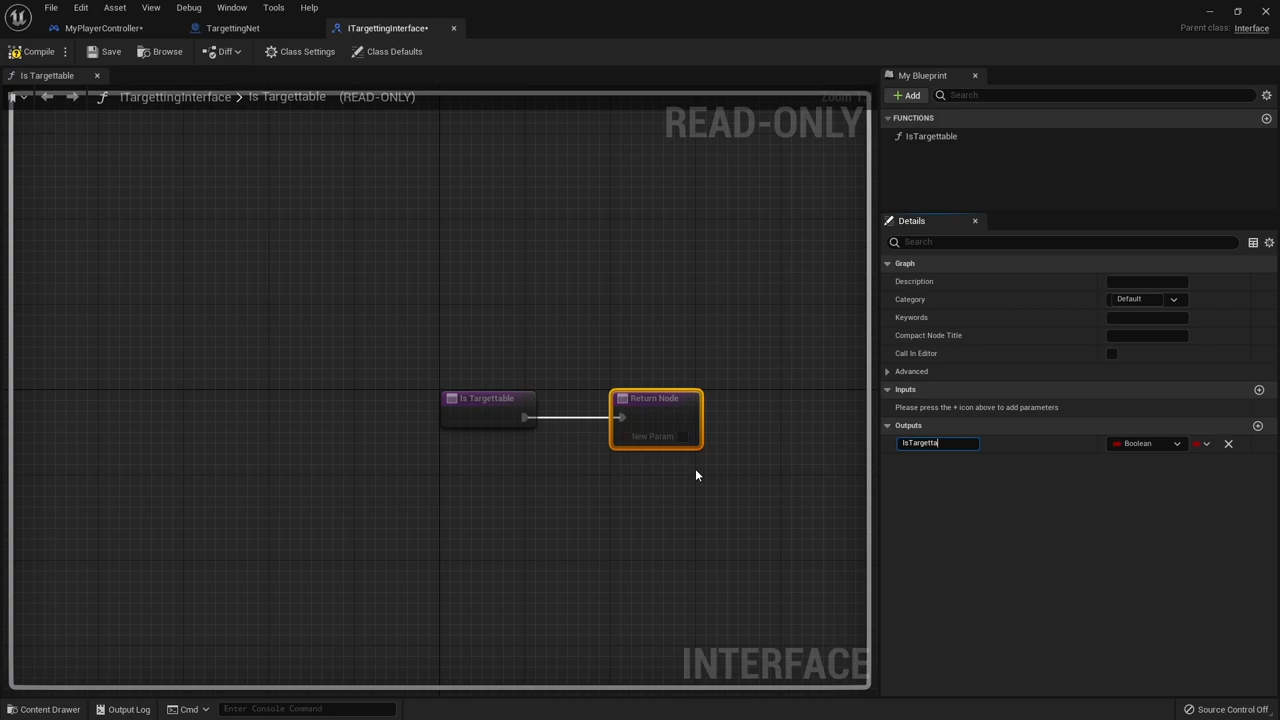 File Edit Asset View Debug Window Tools Help
MyPlayerController* TargettingNet ITargettingInterface*
Parent class: Interface
Compile Save Browse Diff Class Settings Class Defaults
Is Targettable
My Blueprint
ITargettingInterface > Is Targettable (READ-ONLY)
Add Search
READ-ONLY
FUNCTIONS
IsTargettable
Details
Search
Graph
Description
Category Default
Keywords
Compact Node Title
Call In Editor
Advanced
Inputs
Please press the + icon above to add parameters
Outputs
IsTargetta Boolean
Is Targettable
Return Node
New Param
INTERFACE
Content Drawer Output Log Cmd Enter Console Command Source Control Off